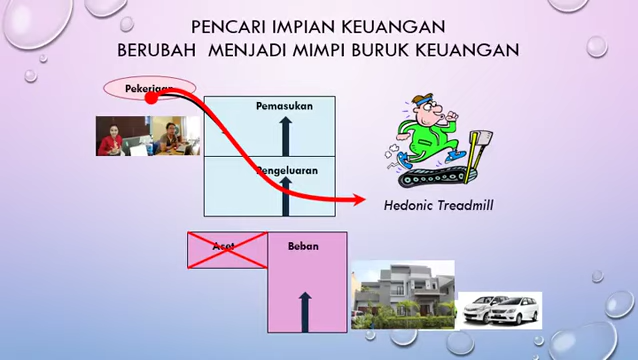 PENCARI IMPIAN KEUANGAN
BERUBAH MENJADI MIMPI BURUK KEUANGAN
Pekerjaan
Pemasukan
Pengeluaran
Hedonic Treadmill
Aset
Beban